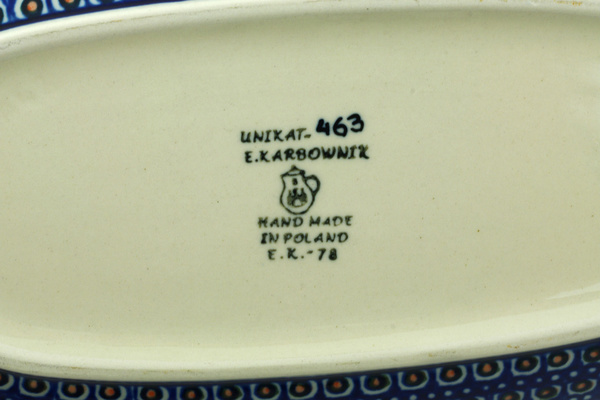 UNIKAT-463
E.KARBOWNIK
HAND MADE
IN POLAND
E.K.-78